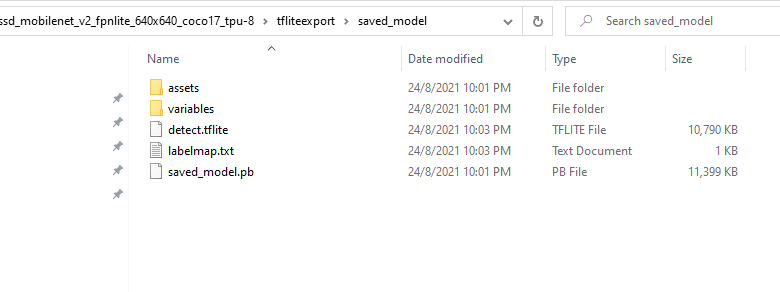 ssd_mobilenet_v2_fpnlite_640x640_coco17_tpu-8 > tfliteexport > saved_model Search saved_model
Name Date modified Type Size
assets 24/8/2021 10:01 PM File folder
variables 24/8/2021 10:01 PM File folder
detect.tflite 24/8/2021 10:03 PM TFLITE File 10,790 KB
labelmap.txt 24/8/2021 10:03 PM Text Document 1 KB
saved_model.pb 24/8/2021 10:01 PM PB File 11,399 KB